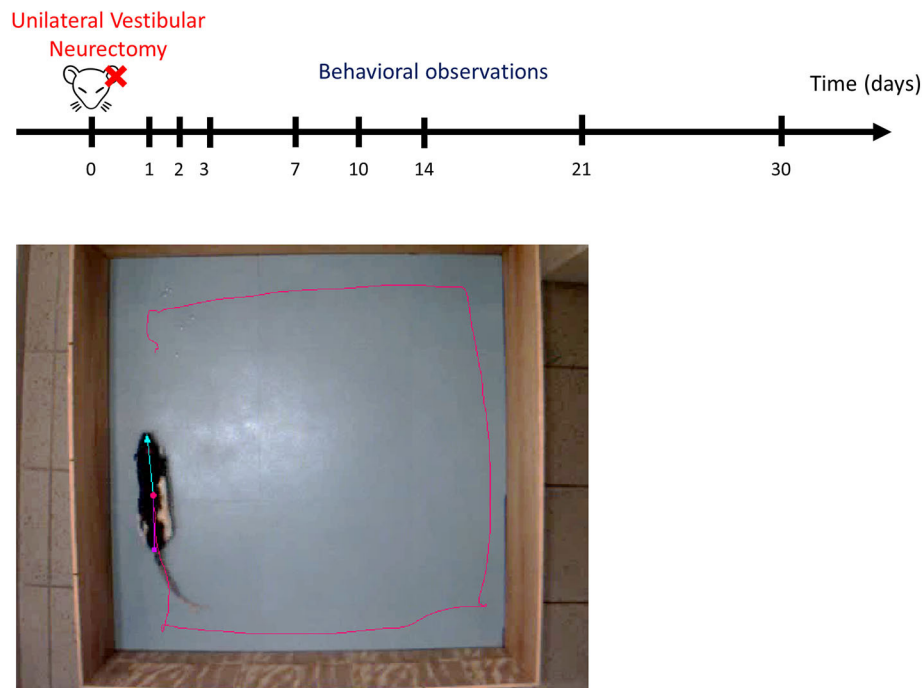 Unilateral Vestibular
Neurectomy
Behavioral observations
Time (days)
0 1 2 3 7 10 14 21 30